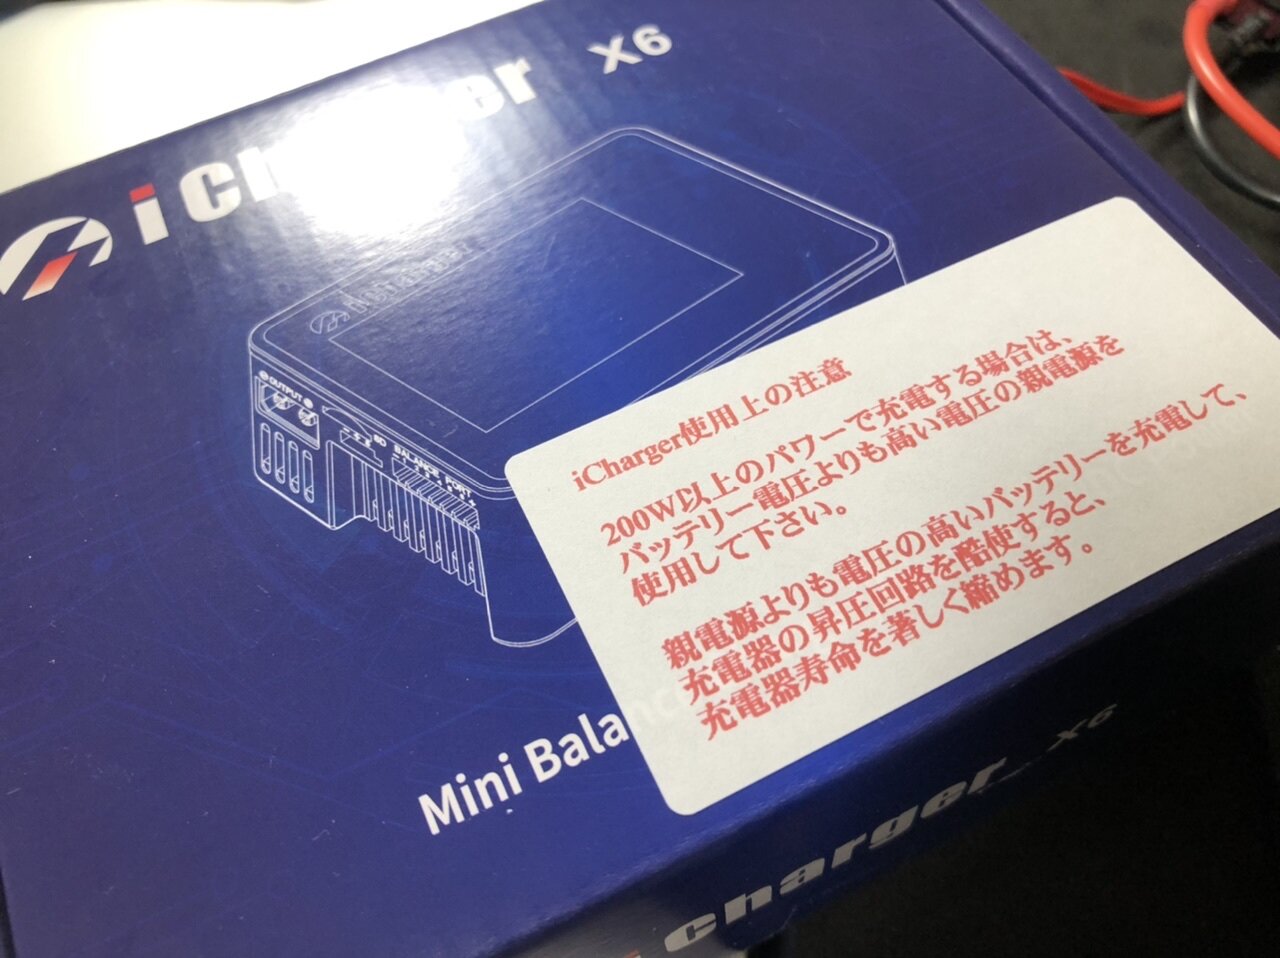 iCharger X6
iCharger
OUTPUT
SD
BALANCE PORT
Mini Balance
iCharger使用上の注意
200W以上のパワーで充電する場合は、
バッテリー電圧よりも高い電圧の親電源を
使用して下さい。
親電源よりも電圧の高いバッテリーを充電して、
充電器の昇圧回路を酷使すると、
充電器寿命を著しく縮めます。
iCharger X6